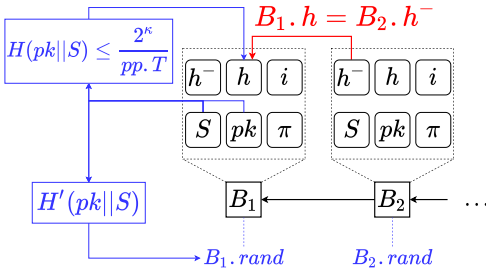 B₁.h = B₂.h⁻
H(pk||S) ≤ 2^κ / pp.T
h⁻ h i
h⁻ h i
S pk π
S pk π
H′(pk||S)
B₁
B₂
...
B₁.rand
B₂.rand